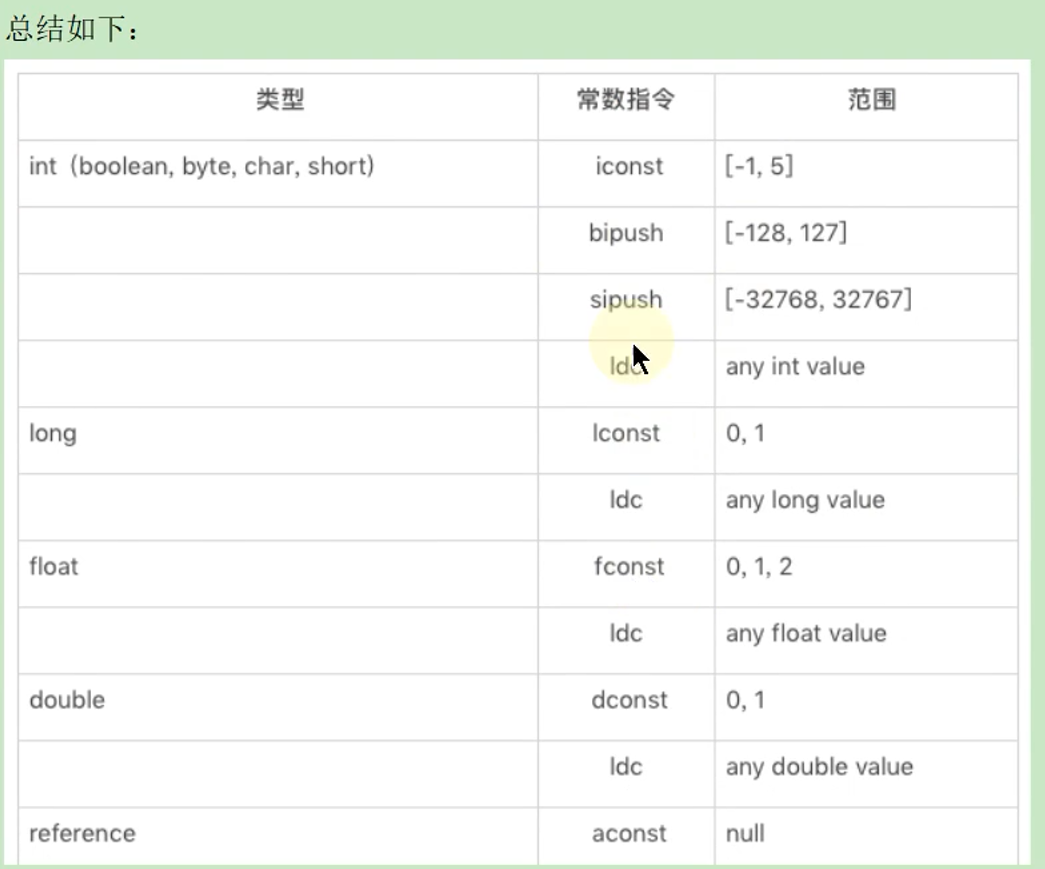 总结如下：
类型 常数指令 范围
int（boolean, byte, char, short） iconst [-1, 5]
bipush [-128, 127]
sipush [-32768, 32767]
ldc any int value
long lconst 0, 1
ldc any long value
float fconst 0, 1, 2
ldc any float value
double dconst 0, 1
ldc any double value
reference aconst null